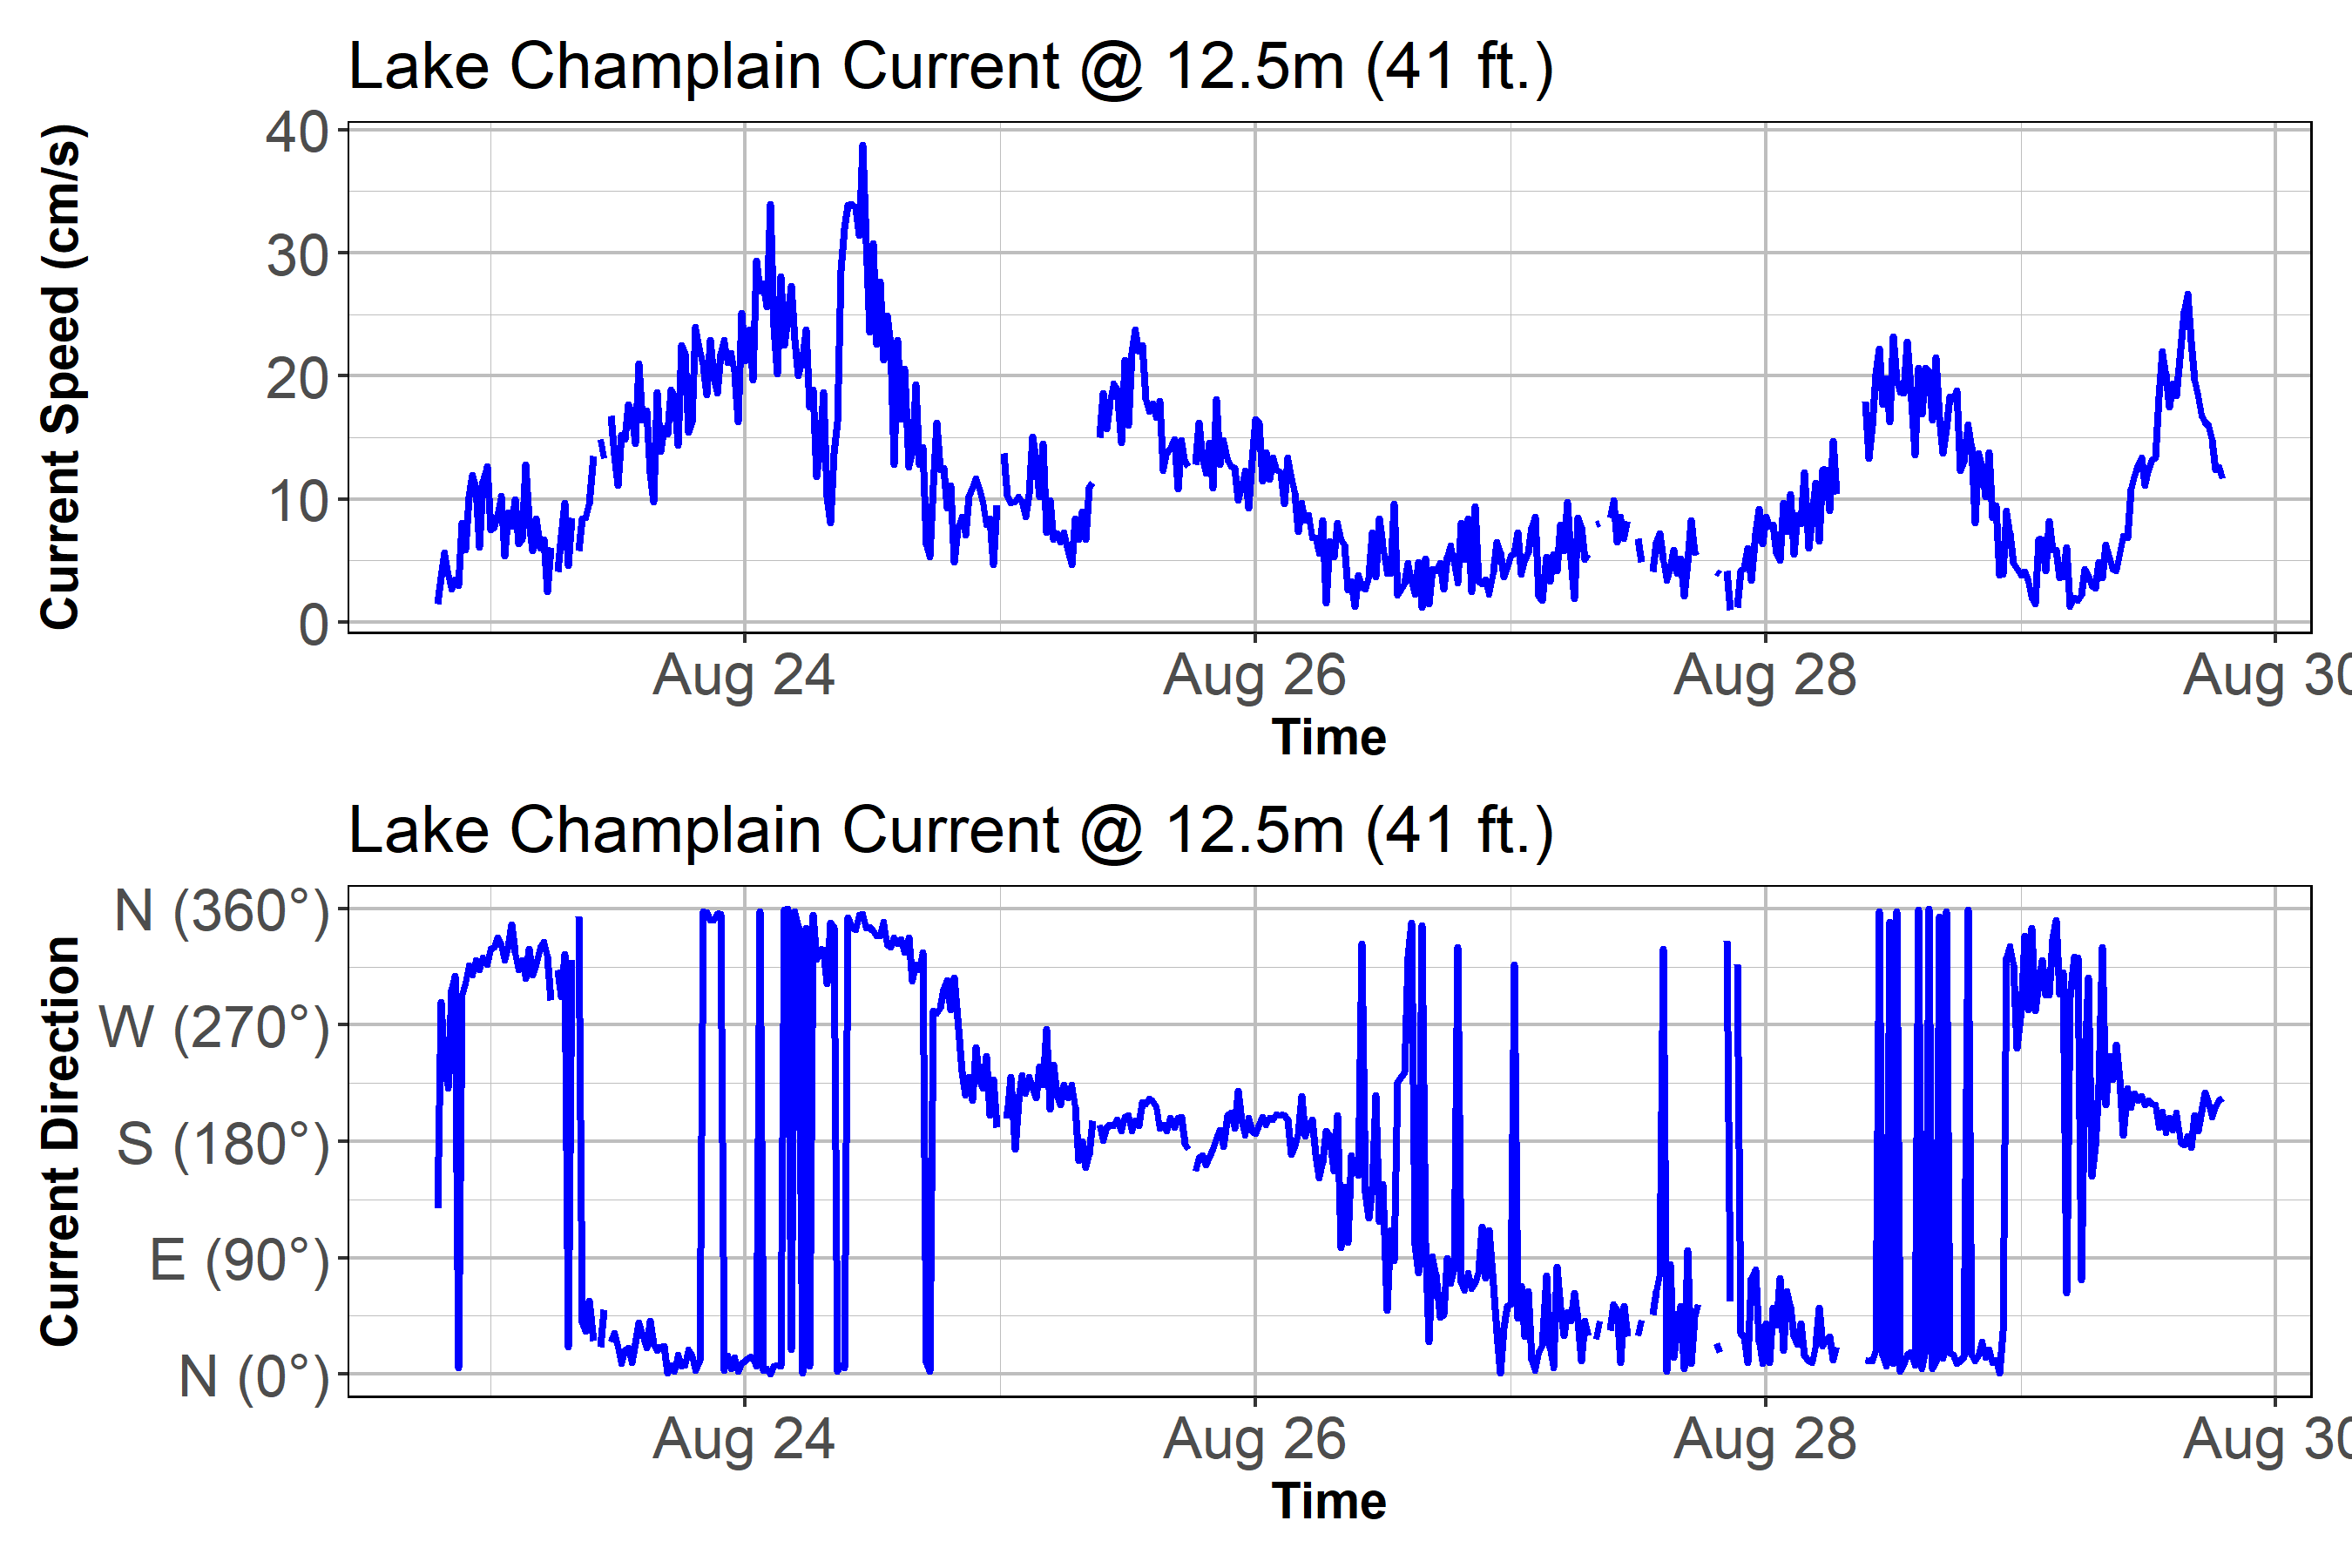 Lake Champlain Current @ 12.5m (41 ft.)
Current Speed (cm/s)
40
30
20
10
0
Aug 24 Aug 26 Aug 28 Aug 30
Time
Lake Champlain Current @ 12.5m (41 ft.)
Current Direction
N (360°)
W (270°)
S (180°)
E (90°)
N (0°)
Aug 24 Aug 26 Aug 28 Aug 30
Time